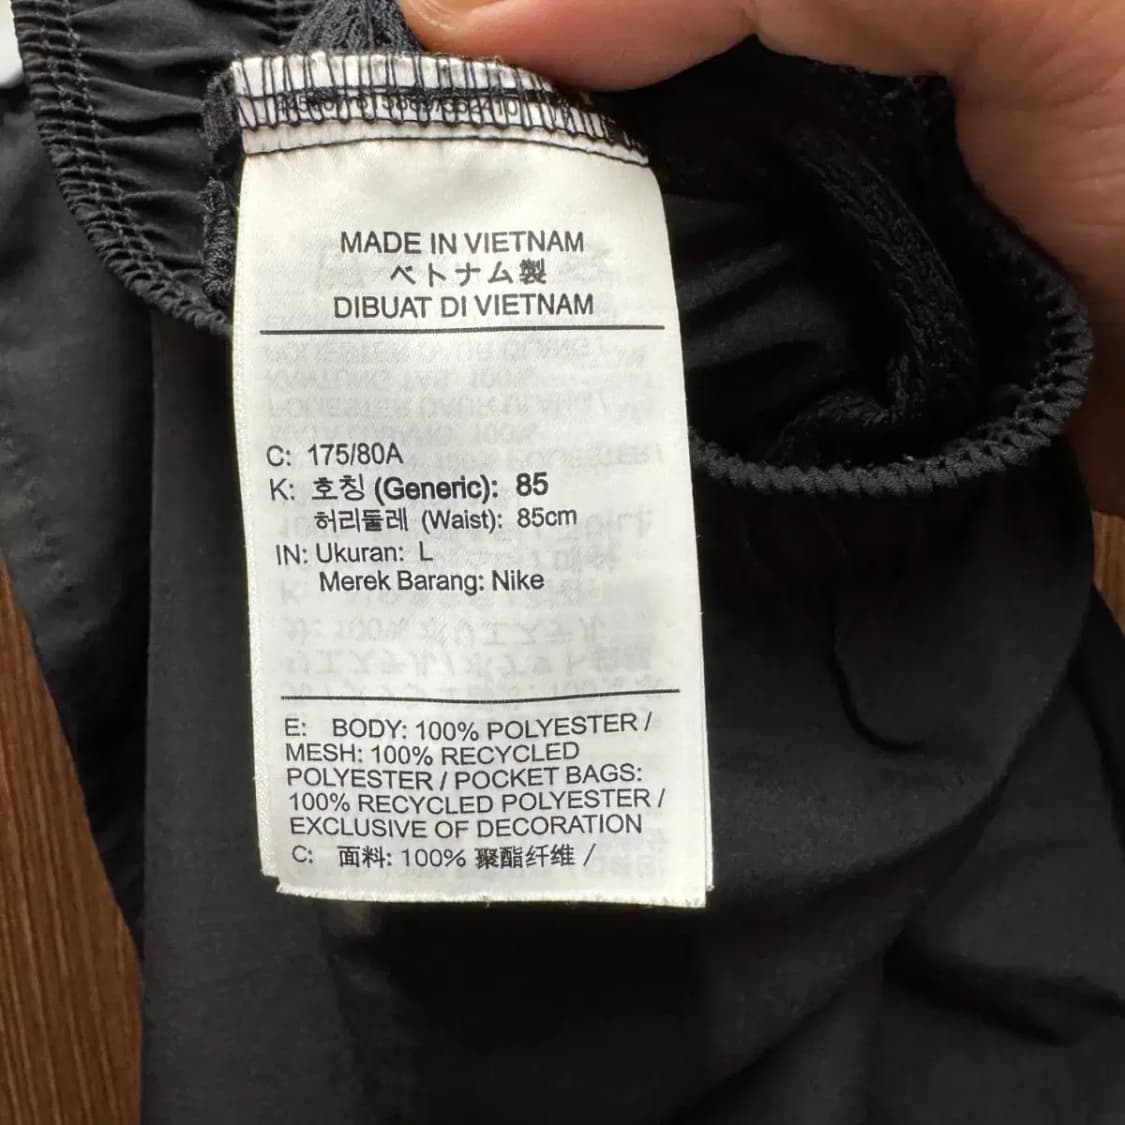 MADE IN VIETNAM
ベトナム製
DIBUAT DI VIETNAM
C: 175/80A
K: 호칭 (Generic): 85
허리둘레 (Waist): 85cm
IN: Ukuran: L
Merek Barang: Nike
E: BODY: 100% POLYESTER /
MESH: 100% RECYCLED
POLYESTER / POCKET BAGS:
100% RECYCLED POLYESTER /
EXCLUSIVE OF DECORATION
C: 面料: 100% 聚酯纤维 /